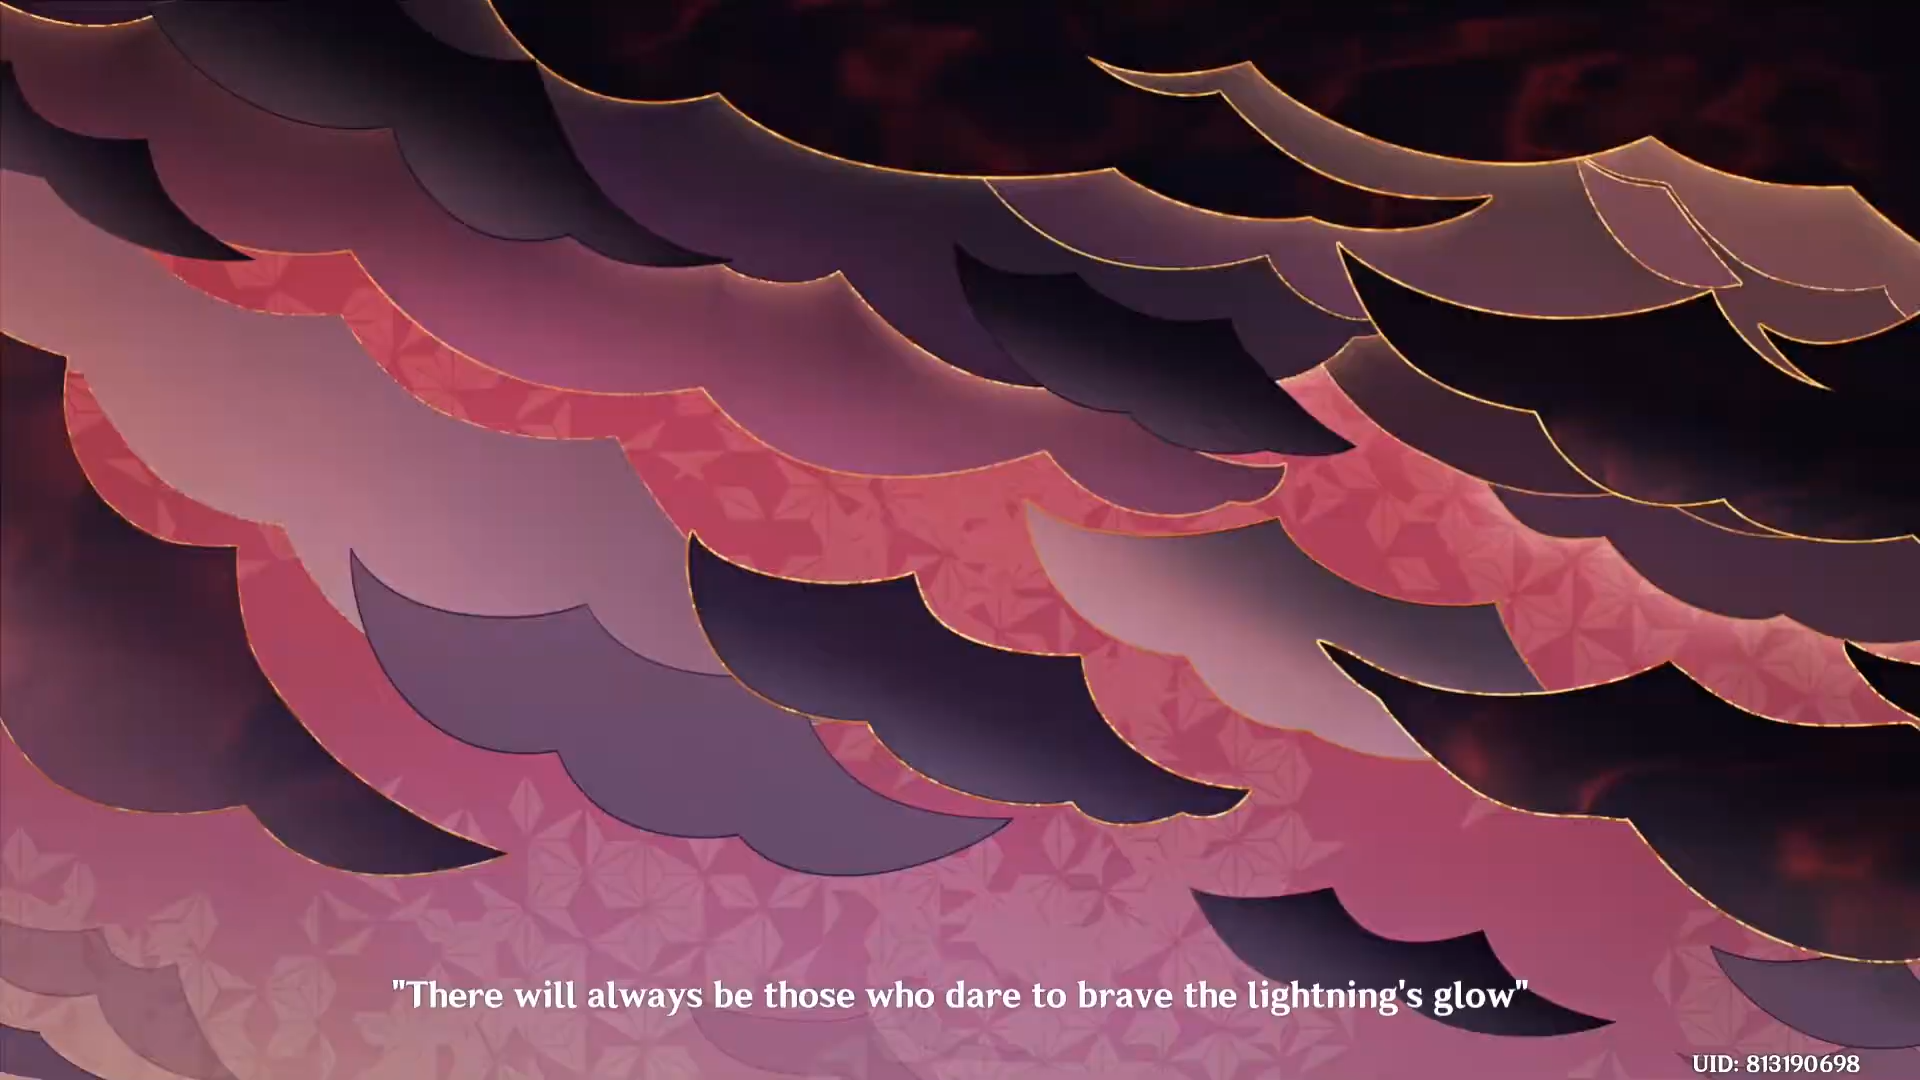 "There will always be those who dare to brave the lightning's glow"
UID: 813190698